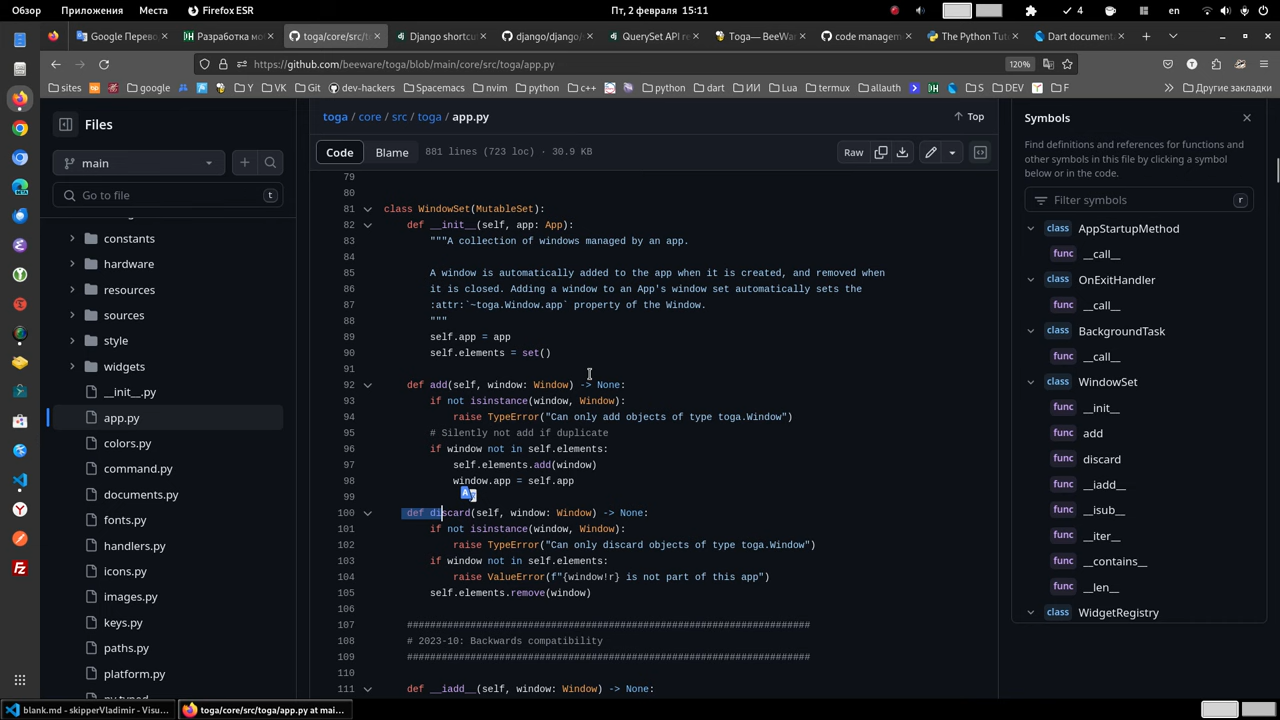 Обзор Приложения Места Firefox ESR Пт, 2 февраля 15:11 4 en
Google Перево Разработка мо toga/core/src/t Django shortcu django/django/ QuerySet API re Toga— BeeWar code managem The Python Tut Dart document
https://github.com/beeware/toga/blob/main/core/src/toga/app.py 120%
sites google Y VK Git dev-hackers Spacemacs nvim python c++ python dart ИИ Lua termux allauth S DEV F Другие закладки
Files
main
Go to file t
constants
hardware
resources
sources
style
widgets
__init__.py
app.py
colors.py
command.py
documents.py
fonts.py
handlers.py
icons.py
images.py
keys.py
paths.py
platform.py
toga / core / src / toga / app.py Top
Code Blame 881 lines (723 loc) · 30.9 KB Raw
79
80
81 class WindowSet(MutableSet):
82 def __init__(self, app: App):
83 """A collection of windows managed by an app.
84
85 A window is automatically added to the app when it is created, and removed when
86 it is closed. Adding a window to an App's window set automatically sets the
87 :attr:`~toga.Window.app` property of the Window.
88 """
89 self.app = app
90 self.elements = set()
91
92 def add(self, window: Window) -> None:
93 if not isinstance(window, Window):
94 raise TypeError("Can only add objects of type toga.Window")
95 # Silently not add if duplicate
96 if window not in self.elements:
97 self.elements.add(window)
98 window.app = self.app
99
100 def discard(self, window: Window) -> None:
101 if not isinstance(window, Window):
102 raise TypeError("Can only discard objects of type toga.Window")
103 if window not in self.elements:
104 raise ValueError(f"{window!r} is not part of this app")
105 self.elements.remove(window)
106
107 ######################################################################
108 # 2023-10: Backwards compatibility
109 ######################################################################
110
111 def __iadd__(self, window: Window) -> None:
Symbols
Find definitions and references for functions and
other symbols in this file by clicking a symbol
below or in the code.
Filter symbols r
class AppStartupMethod
func __call__
class OnExitHandler
func __call__
class BackgroundTask
func __call__
class WindowSet
func __init__
func add
func discard
func __iadd__
func __isub__
func __iter__
func __contains__
func __len__
class WidgetRegistry
blank.md - skipperVladimir - Visu... toga/core/src/toga/app.py at mai...